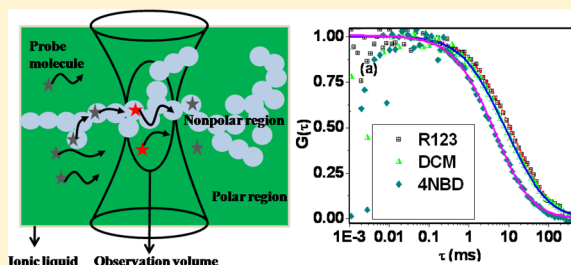 Probe
molecule
Nonpolar region
Polar region
Ionic liquid Observation volume
(a)
G(τ)
1.00
0.75
0.50
0.25
0.00
R123
DCM
4NBD
1E-3 0.01 0.1 1 10 100
τ (ms)